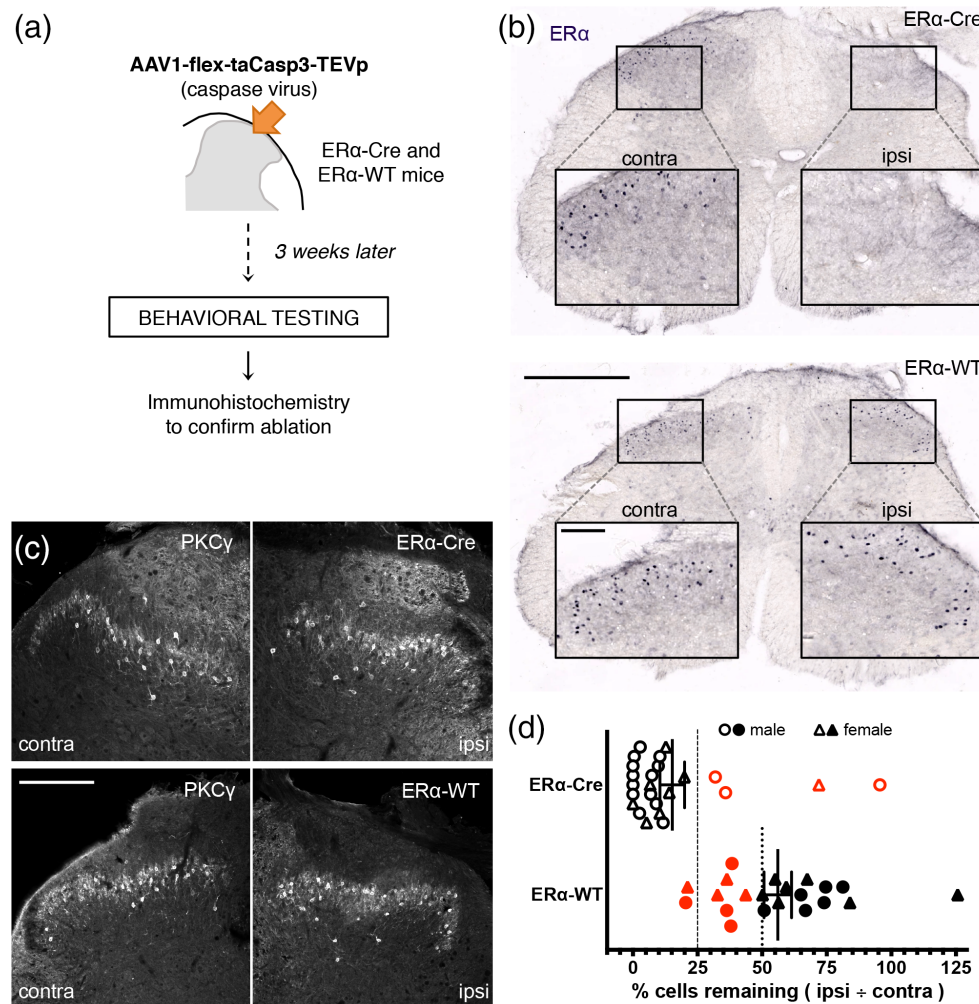 (a)
AAV1-flex-taCasp3-TEVp
(caspase virus)
ERα-Cre and
ERα-WT mice
3 weeks later
BEHAVIORAL TESTING
Immunohistochemistry
to confirm ablation
(b)
ERα
ERα-Cre
contra
ipsi
ERα-WT
contra
ipsi
(c)
PKCγ
ERα-Cre
contra
ipsi
PKCγ
ERα-WT
contra
ipsi
(d)
male
female
ERα-Cre
ERα-WT
0
25
50
75
100
125
% cells remaining ( ipsi ÷ contra )